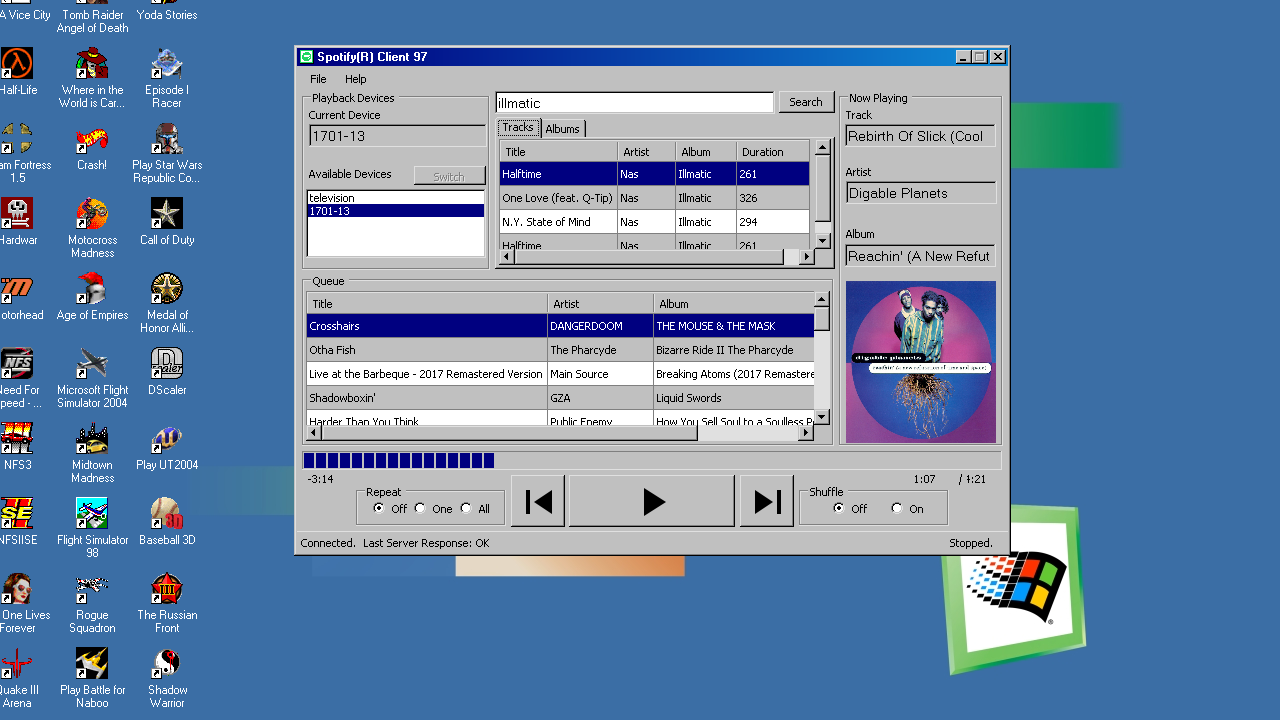 A Vice City
Tomb Raider
Angel of Death
Yoda Stories
Half-Life
Where in the
World is Car...
Episode I
Racer
am Fortress
1.5
Crash!
Play Star Wars
Republic Co...
Hardwar
Motocross
Madness
Call of Duty
otorhead
Age of Empires
Medal of
Honor Alli...
Need For
peed - ...
Microsoft Flight
Simulator 2004
DScaler
NFS3
Midtown
Madness
Play UT2004
NFSIISE
Flight Simulator
98
Baseball 3D
One Lives
Forever
Rogue
Squadron
The Russian
Front
Quake III
Arena
Play Battle for
Naboo
Shadow
Warrior
Spotify(R) Client 97
File Help
Playback Devices
Current Device
1701-13
Available Devices
Switch
television
1701-13
illmatic
Search
Tracks Albums
Title Artist Album Duration
Halftime Nas Illmatic 261
One Love (feat. Q-Tip) Nas Illmatic 326
N.Y. State of Mind Nas Illmatic 294
Halftime Nas Illmatic 261
Now Playing
Track
Rebirth Of Slick (Cool
Artist
Digable Planets
Album
Reachin' (A New Refut
digable planets
reachin' (a new refutation of time and space)
Queue
Title Artist Album
Crosshairs DANGERDOOM THE MOUSE & THE MASK
Otha Fish The Pharcyde Bizarre Ride II The Pharcyde
Live at the Barbeque - 2017 Remastered Version Main Source Breaking Atoms (2017 Remastere
Shadowboxin' GZA Liquid Swords
Harder Than You Think Public Enemy How You Sell Soul to a Soulless P
-3:14
1:07 / 4:21
Repeat
Off One All
Shuffle
Off On
Connected. Last Server Response: OK
Stopped.